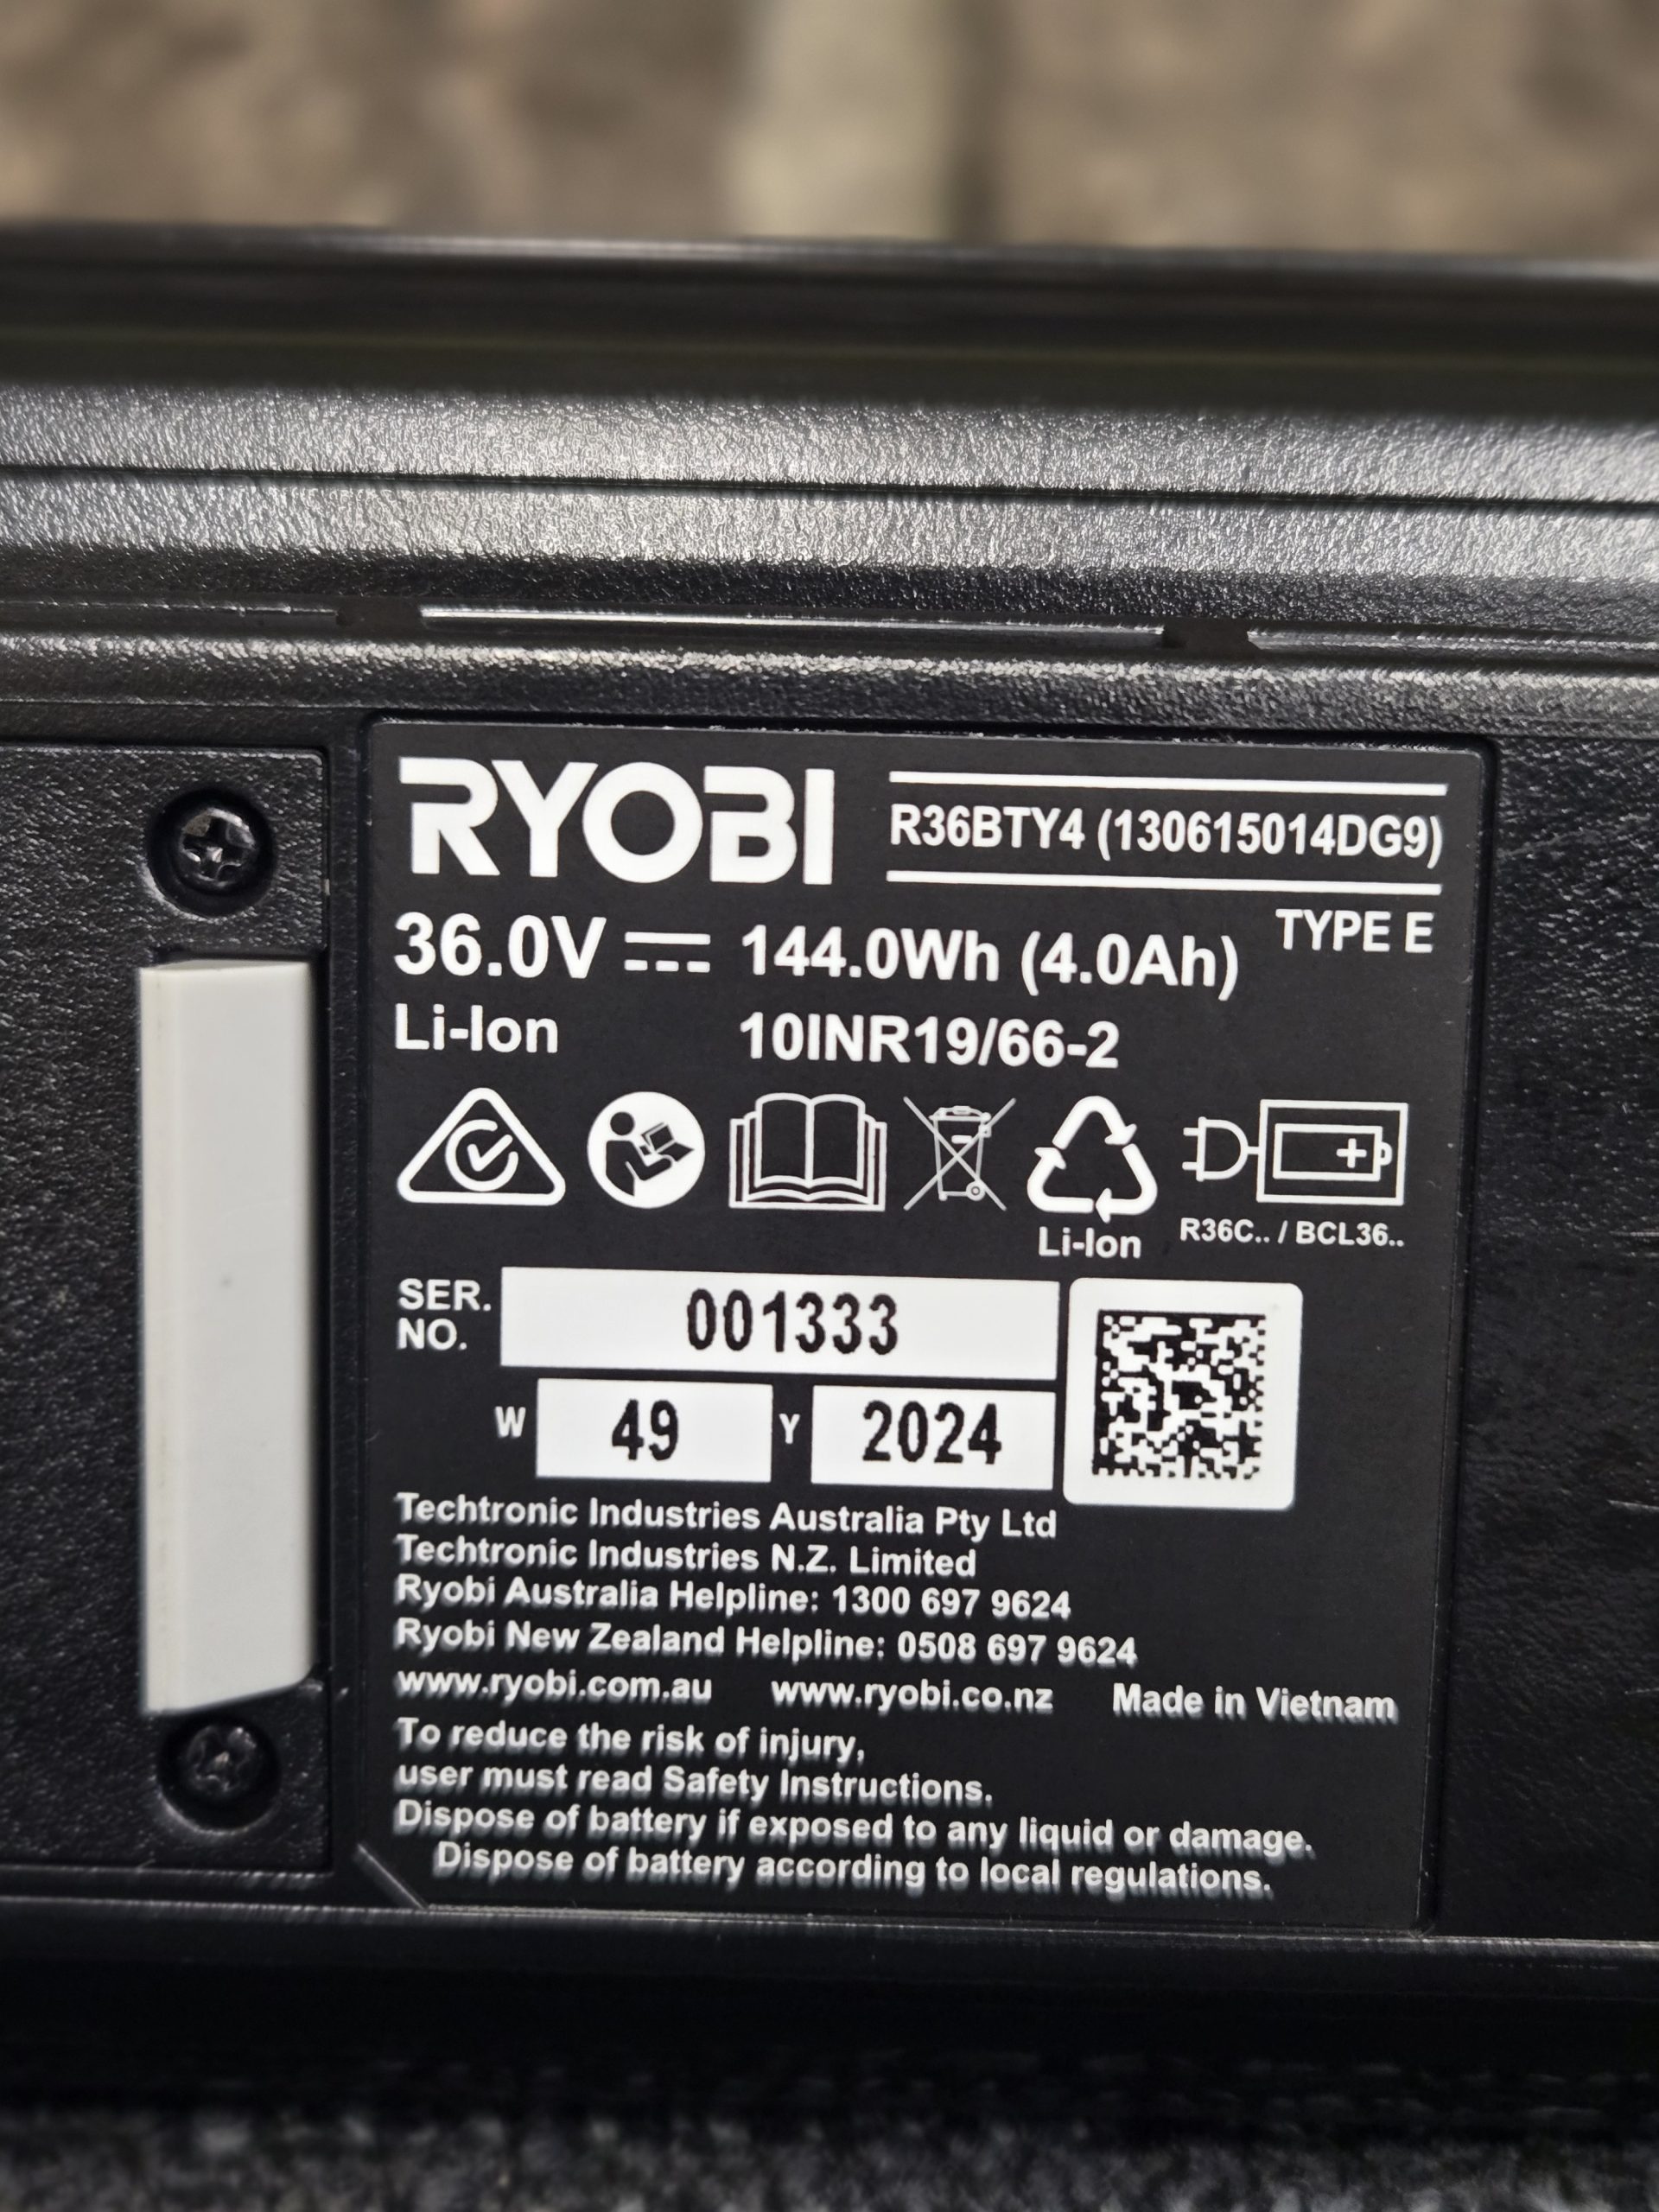 RYOBI
R36BTY4 (130615014DG9)
TYPE E
36.0V 144.0Wh (4.0Ah)
Li-Ion 10INR19/66-2
Li-Ion
R36C.. / BCL36..
SER. NO. 001333
W 49 Y 2024
Techtronic Industries Australia Pty Ltd
Techtronic Industries N.Z. Limited
Ryobi Australia Helpline: 1300 697 9624
Ryobi New Zealand Helpline: 0508 697 9624
www.ryobi.com.au www.ryobi.co.nz Made in Vietnam
To reduce the risk of injury,
user must read Safety Instructions.
Dispose of battery if exposed to any liquid or damage.
Dispose of battery according to local regulations.